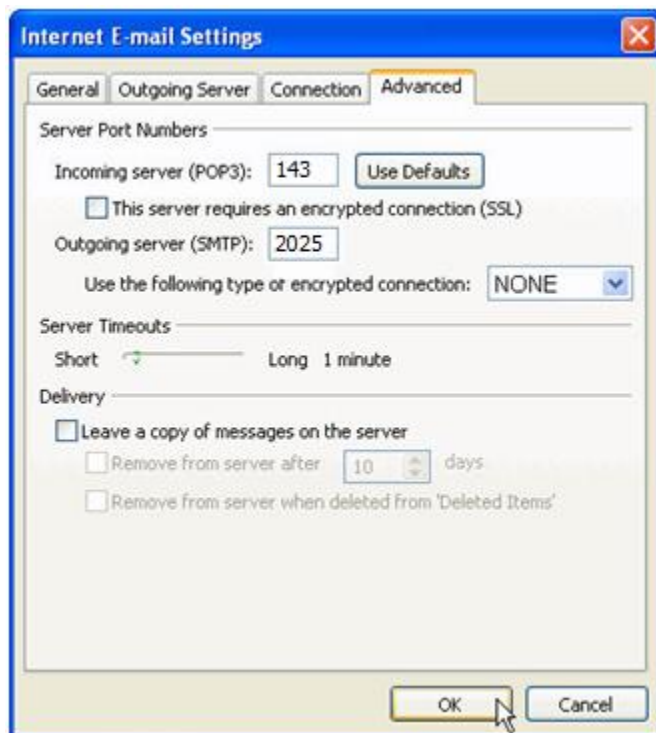 Internet E-mail Settings
General Outgoing Server Connection Advanced
Server Port Numbers
Incoming server (POP3): 143 Use Defaults
This server requires an encrypted connection (SSL)
Outgoing server (SMTP): 2025
Use the following type or encrypted connection: NONE
Server Timeouts
Short Long 1 minute
Delivery
Leave a copy of messages on the server
Remove from server after 10 days
Remove from server when deleted from 'Deleted Items'
OK Cancel